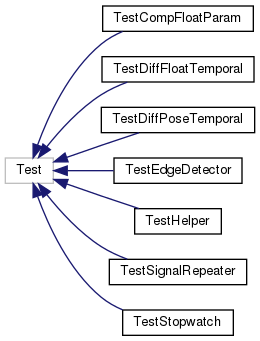 TestCompFloatParam
TestDiffFloatTemporal
TestDiffPoseTemporal
Test
TestEdgeDetector
TestHelper
TestSignalRepeater
TestStopwatch